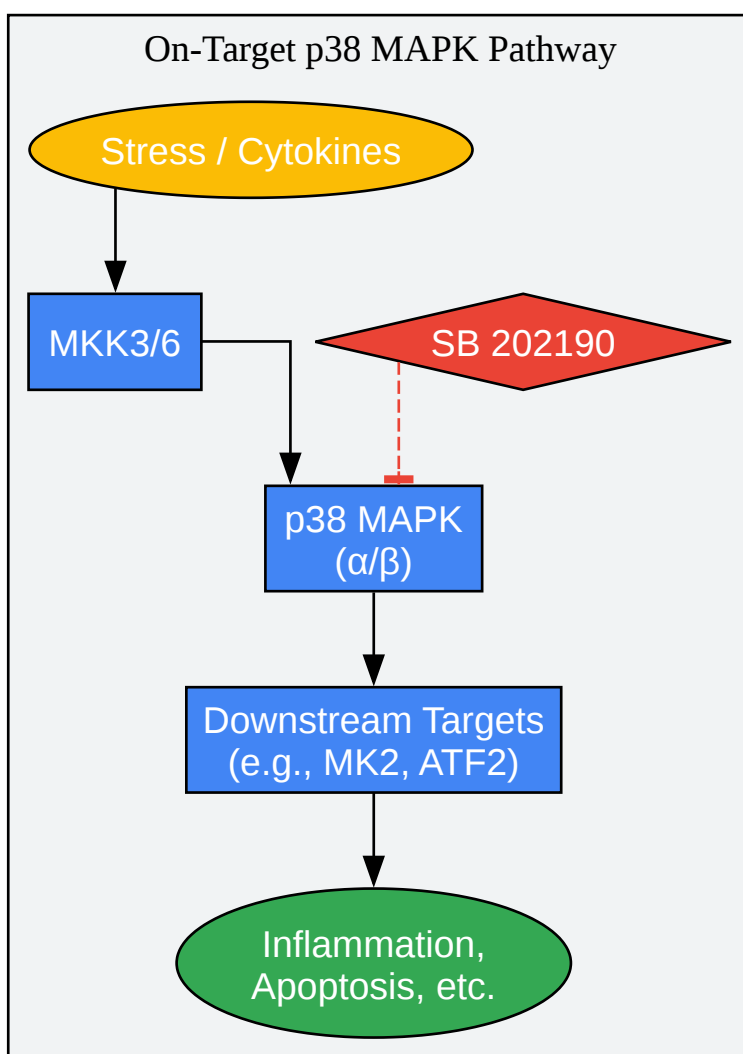 On-Target p38 MAPK Pathway
Stress / Cytokines
MKK3/6
SB 202190
p38 MAPK
(α/β)
Downstream Targets
(e.g., MK2, ATF2)
Inflammation,
Apoptosis, etc.